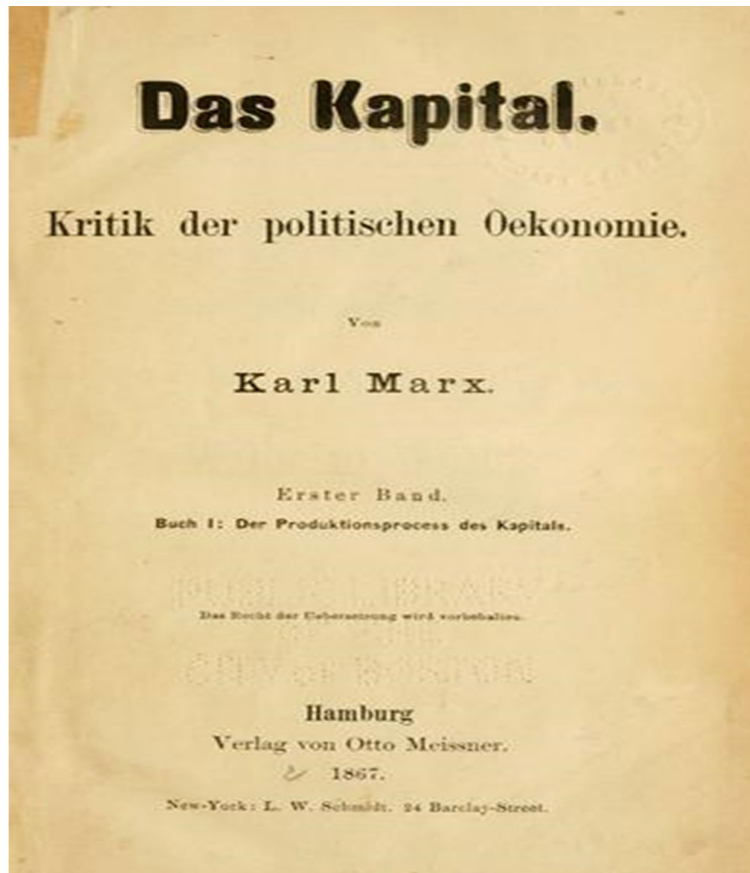 Das Kapital.
Kritik der politischen Oekonomie.
Von
Karl Marx.
Erster Band.
Buch I: Der Produktionsprocess des Kapitals.
Das Recht der Uebersetzung wird vorbehalten.
Hamburg
Verlag von Otto Meissner.
1867.
New-York: L. W. Schmidt. 24 Barclay-Street.